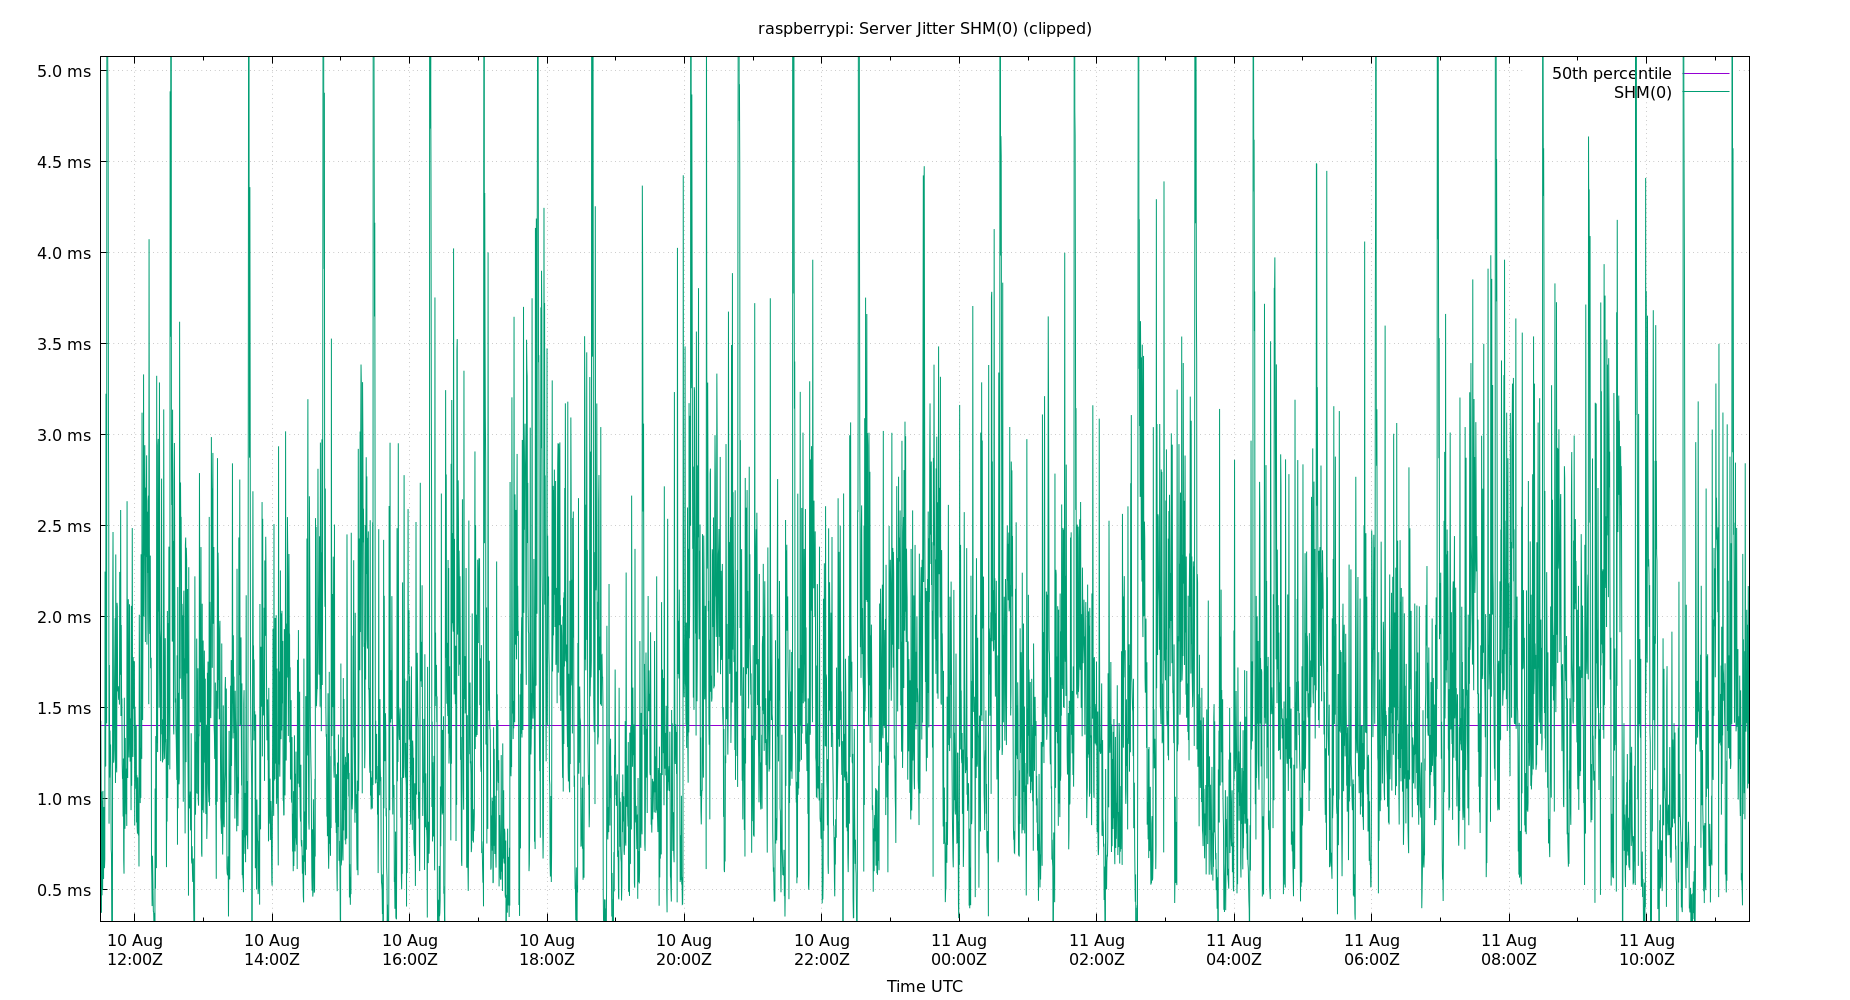 raspberrypi: Server Jitter SHM(0) (clipped)
50th percentile
SHM(0)
5.0 ms
4.5 ms
4.0 ms
3.5 ms
3.0 ms
2.5 ms
2.0 ms
1.5 ms
1.0 ms
0.5 ms
10 Aug 10 Aug 10 Aug 10 Aug 10 Aug 10 Aug 11 Aug 11 Aug 11 Aug 11 Aug 11 Aug 11 Aug
12:00Z 14:00Z 16:00Z 18:00Z 20:00Z 22:00Z 00:00Z 02:00Z 04:00Z 06:00Z 08:00Z 10:00Z
Time UTC